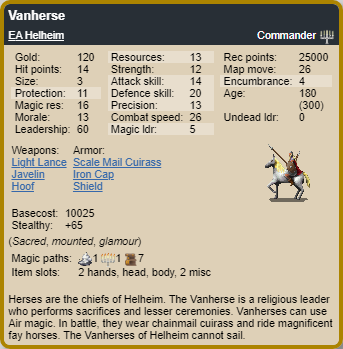 Vanherse
EA Helheim Commander
Gold: 120 Resources: 13 Rec points: 25000
Hit points: 14 Strength: 12 Map move: 26
Size: 3 Attack skill: 14 Encumbrance: 4
Protection: 11 Defence skill: 20 Age: 180
Magic res: 16 Precision: 13 (300)
Morale: 13 Combat speed: 26 Undead ldr: 0
Leadership: 60 Magic ldr: 5
Weapons: Armor:
Light Lance Scale Mail Cuirass
Javelin Iron Cap
Hoof Shield
Basecost: 10025
Stealthy: +65
(Sacred, mounted, glamour)
Magic paths: 1 1 7
Item slots: 2 hands, head, body, 2 misc
Herses are the chiefs of Helheim. The Vanherse is a religious leader
who performs sacrifices and lesser ceremonies. Vanherses can use
Air magic. In battle, they wear chainmail cuirass and ride magnificent
fay horses. The Vanherses of Helheim cannot sail.